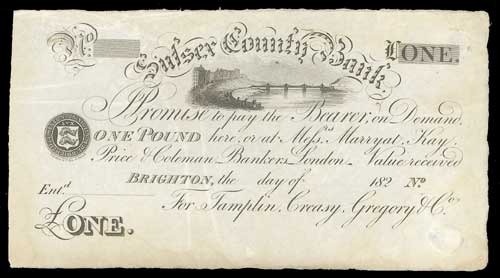 No. £ONE.
Sussex County Bank.
I Promise to pay the Bearer, on Demand
ONE POUND here, or at Messrs Marryat, Kay,
Price & Coleman Bankers London. Value received
BRIGHTON, the day of 182 No
Entd.
For Tamplin, Creasy, Gregory & Co.
£ONE.